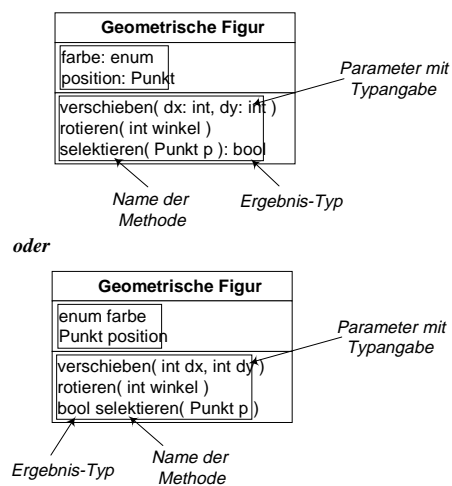 Geometrische Figur
farbe: enum
position: Punkt
Parameter mit
Typangabe
verschieben( dx: int, dy: int )
rotieren( int winkel )
selektieren( Punkt p ): bool
Name der
Methode
Ergebnis-Typ
oder
Geometrische Figur
enum farbe
Punkt position
Parameter mit
Typangabe
verschieben( int dx, int dy )
rotieren( int winkel )
bool selektieren( Punkt p )
Ergebnis-Typ
Name der
Methode